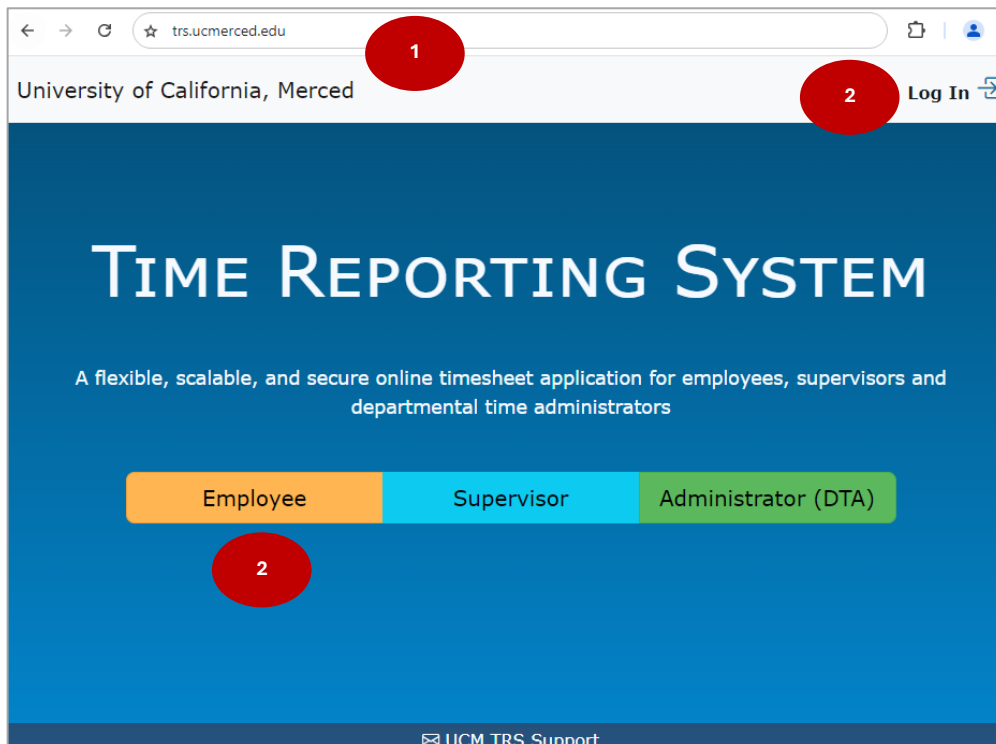 trs.ucmerced.edu
1
University of California, Merced
2
Log In
TIME REPORTING SYSTEM
A flexible, scalable, and secure online timesheet application for employees, supervisors and
departmental time administrators
Employee
Supervisor
Administrator (DTA)
2
UCM TRS Support